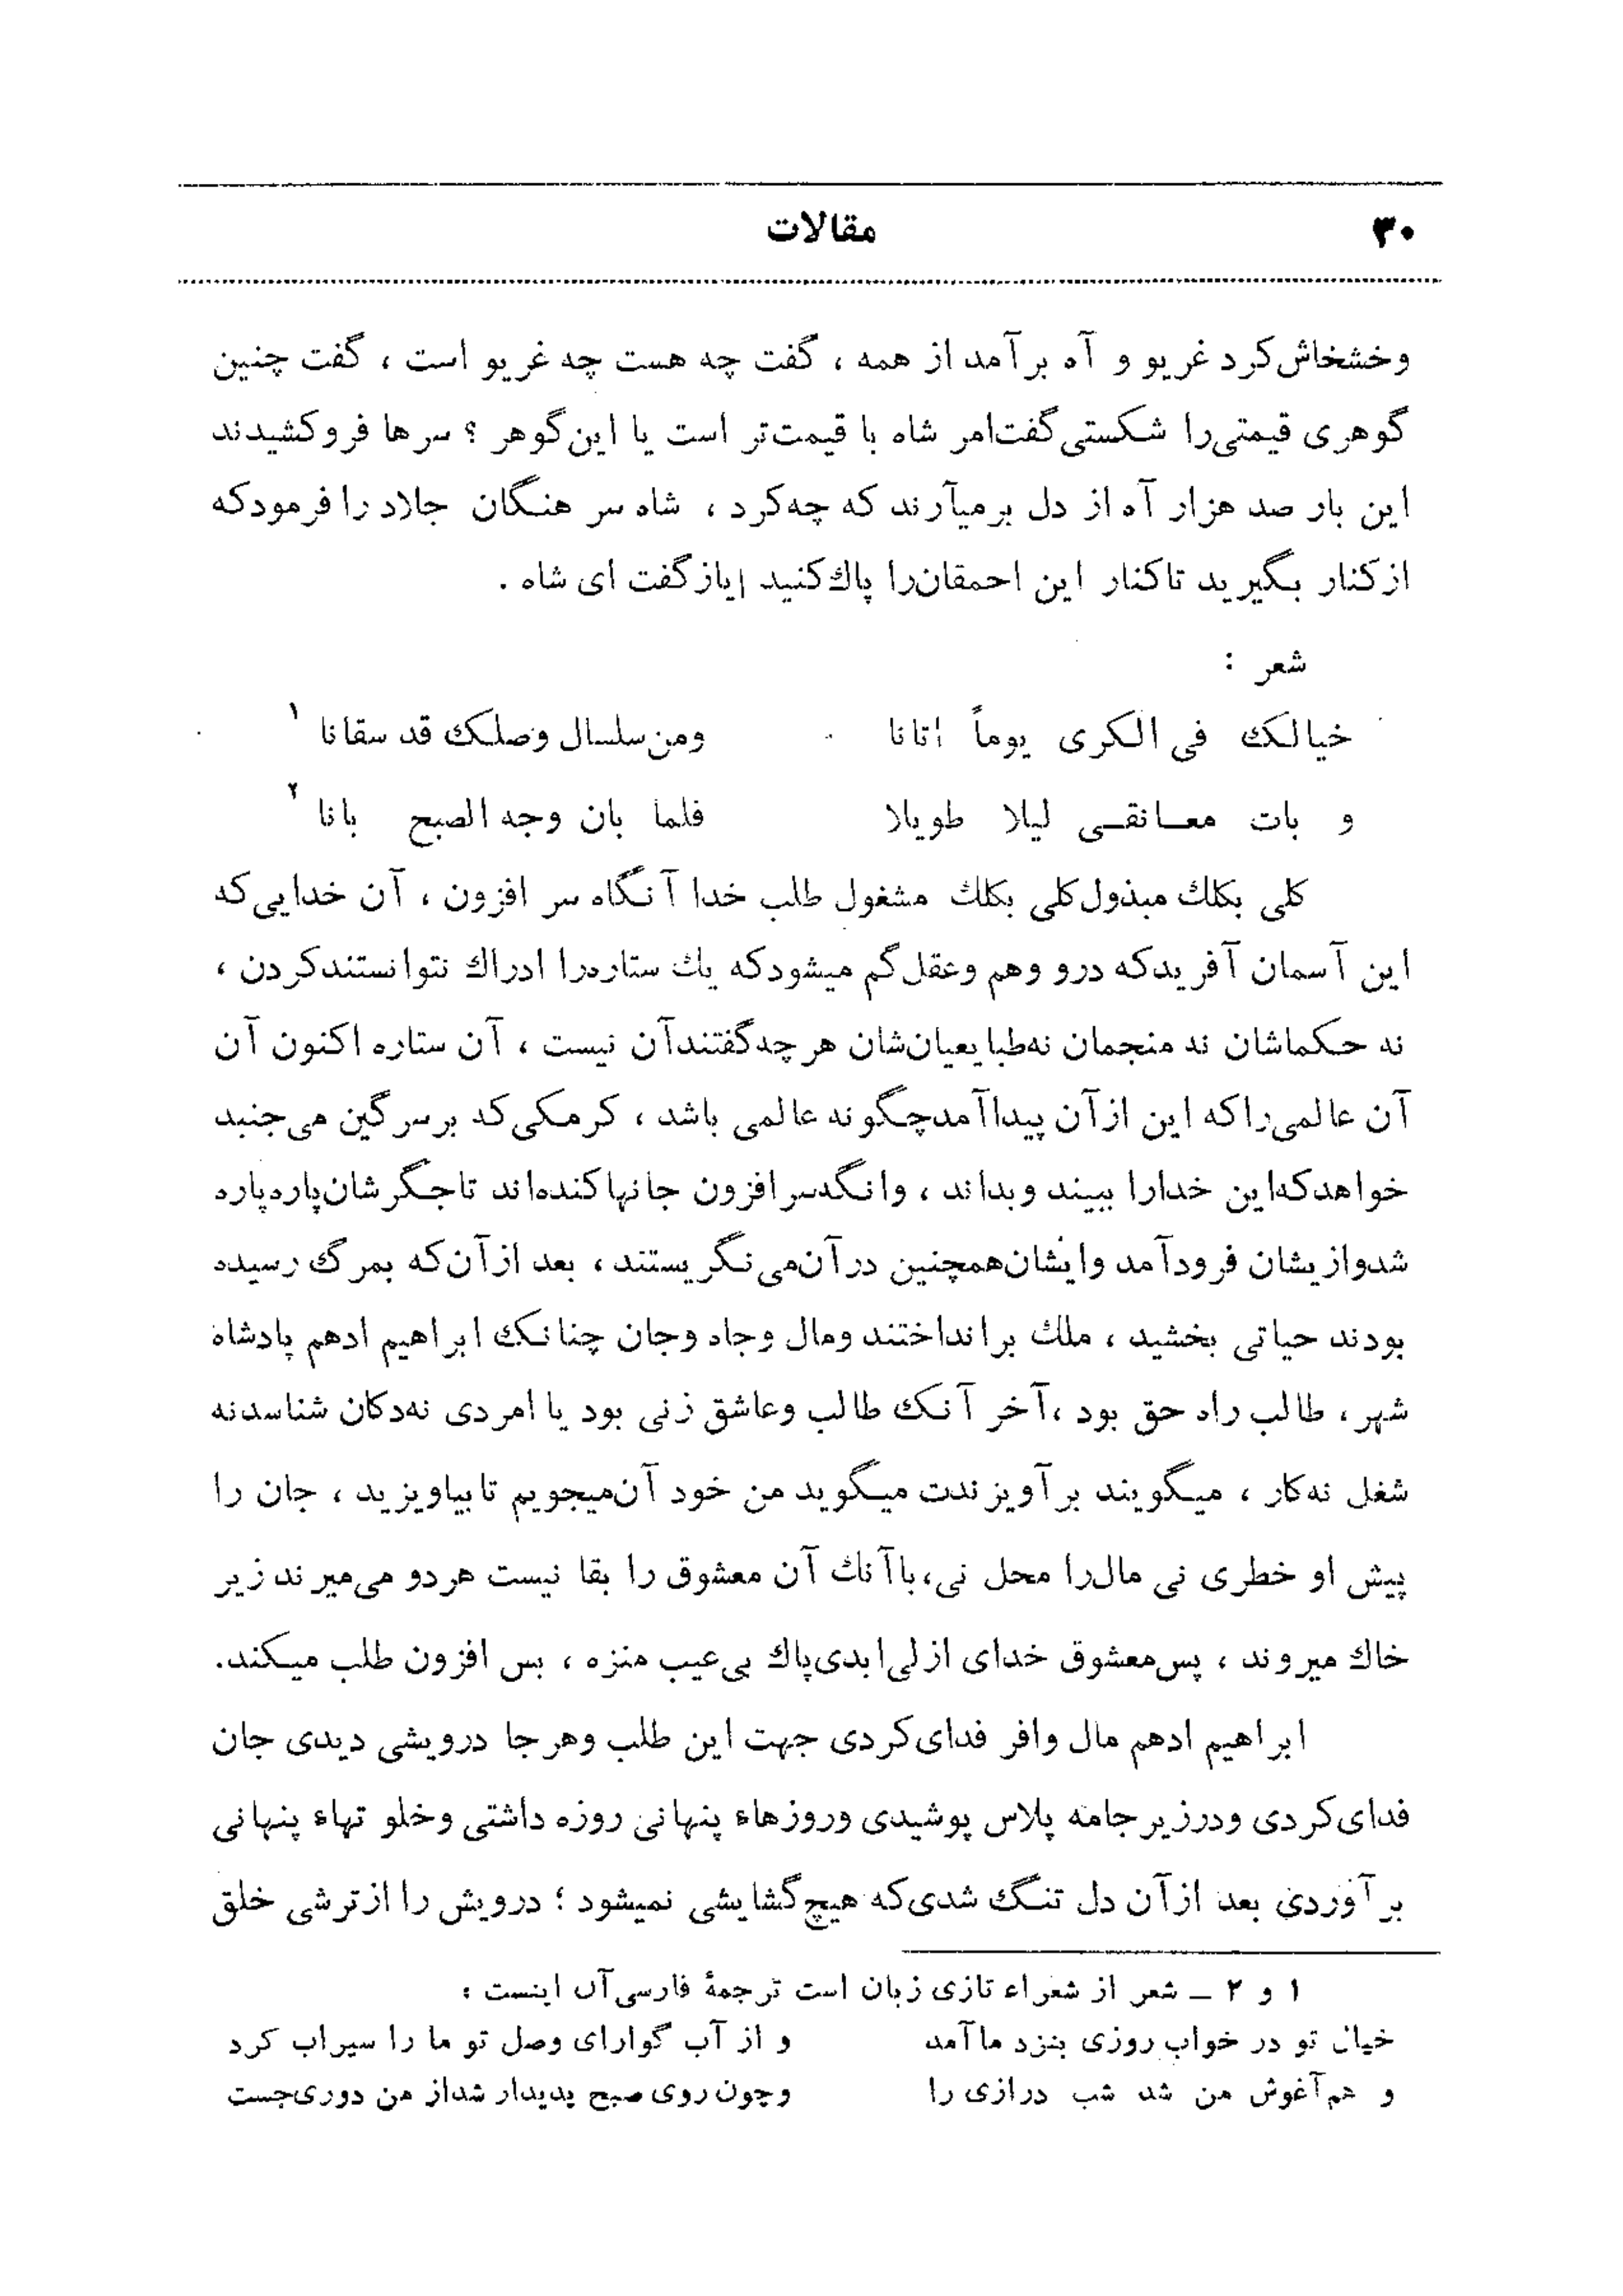 ۳۰ مقالات
وخشخاش‌کرد غریو و آه برآمد از همه ، گفت چه هست چه غریو است ، گفت چنین
گوهری قیمتی‌را شکستی گفت‌امر شاه با قیمت‌تر است یا این‌گوهر ؟ سرها فروکشیدند
این بار صد هزار آه از دل برمیآرند که چه‌کرد ، شاه سر هنگان جلاد را فرمودکه
ازکنار بگیرید تاکنار این احمقان‌را پاك‌کنید ایازگفت ای شاه .
شعر :
خیالکك فی الکری یوماً اتانا ومن‌سلسال وصلك قد سقانا ۱
و بات معـانقـی لیلا طویلا فلما بان وجه الصبح بانا ۲
کلی بکلك مبذول‌کلی بکلك مشغول طلب خدا آنگاه سر افزون ، آن خدایی‌که
این آسمان آفریدکه درو وهم وعقل‌گم میشودکه یك ستاره‌را ادراك نتوانستندکردن ،
نه حکماشان نه منجمان نه‌طبایعیان‌شان هرچه‌گفتندآن نیست ، آن ستاره اکنون آن
آن عالمی‌راکه این ازآن پیداآمدچگونه عالمی باشد ، کرمکی‌که برسرگین می‌جنبد
خواهدکه‌این خدارا ببیند وبداند ، وانگه‌سرافزون جانهاکنده‌اند تاجگرشان‌پاره‌پاره
شدوازیشان فرودآمد وایشان‌همچنین درآن‌می‌نگریستند ، بعد ازآن‌که بمرگ رسیده
بودند حیاتی بخشید ، ملك برانداختند ومال وجاه وجان چنانك ابراهیم ادهم پادشاه
شهر ، طالب راه حق بود ،آخر آنك طالب وعاشق زنی بود یا امردی نه‌دکان شناسدنه
شغل نه‌کار ، میگویند برآویزندت میگوید من خود آن‌میجویم تابیاویزید ، جان را
پیش او خطری نی مال‌را محل نی،باآنك آن معشوق را بقا نیست هردو می‌میرند زیر
خاك میروند ، پس‌معشوق خدای ازلی‌ابدی‌پاك بی‌عیب منزه ، بس افزون طلب میکند.
ابراهیم ادهم مال وافر فدای‌کردی جهت این طلب وهرجا درویشی دیدی جان
فدای‌کردی ودرزیرجامه پلاس پوشیدی وروزهاء پنهانی روزه داشتی وخلو تهاء پنهانی
برآوردی بعد ازآن دل تنگ شدی‌که هیچ‌گشایشی نمیشود ؛ درویش را ازترشی خلق
۱ و ۲ ــ شعر از شعراء تازی زبان است ترجمهٔ فارسی‌آن اینست :
خیال تو در خواب روزی بنزد ماآمد و از آب گوارای وصل تو ما را سیراب کرد
و هم‌آغوش من شد شب درازی را وچون روی صبح پدیدار شداز من دوری‌جست